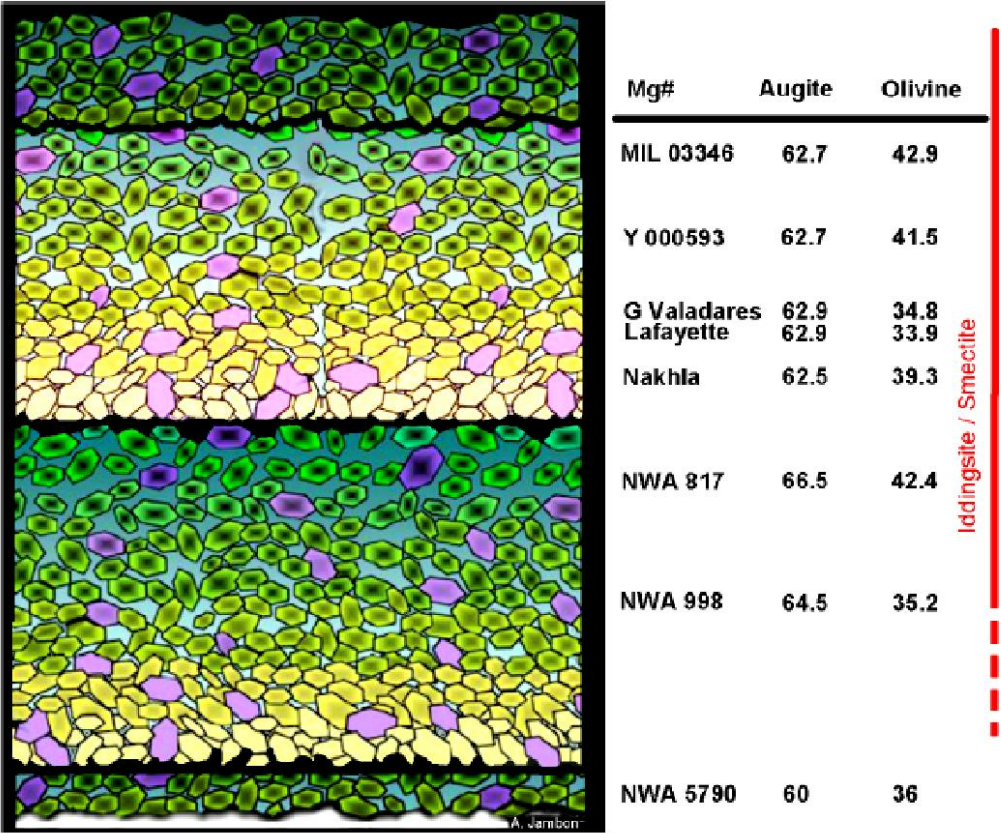 Mg# Augite Olivine
MIL 03346 62.7 42.9
Y 000593 62.7 41.5
G Valadares 62.9 34.8
Lafayette 62.9 33.9
Nakhla 62.5 39.3
NWA 817 66.5 42.4
NWA 998 64.5 35.2
NWA 5790 60 36
Iddingsite / Smectite
A. Jambon